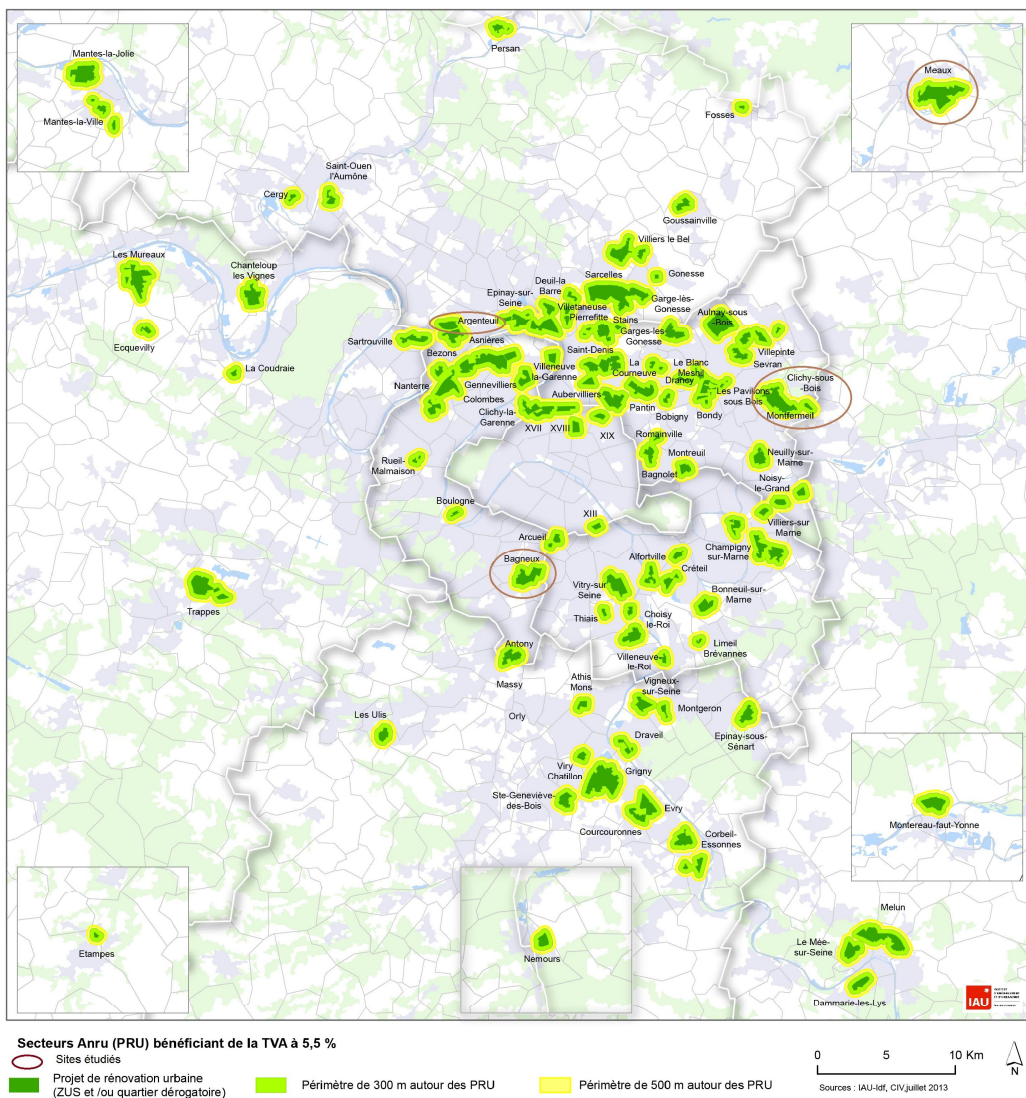 Mantes-la-Jolie
Mantes-la-Ville
Persan
Meaux
Fosses
Saint-Ouen
l'Aumône
Cergy
Goussainville
Les Mureaux
Chanteloup
les Vignes
Villiers le Bel
Gonesse
Sarcelles
Deuil-la
Barre
Epinay-sur-
Seine
Villetaneuse
Pierrefitte
Garge-lès-
Gonesse
Aulnay-sous
-Bois
Argenteuil
Stains
Garges-les
Gonesse
Ecquevilly
Sartrouville
Asnières
Villepinte
Sevran
La Coudraie
Bezons
Saint-Denis
Villeneuve
-la-Garenne
La
Courneuve
Le Blanc
Mesnil
Drancy
Clichy-sous
-Bois
Nanterre
Gennevilliers
Colombes
Aubervilliers
Pantin
Bobigny
Les Pavillons
sous Bois
Bondy
Montfermeil
Clichy-la-
Garenne
XVII
XVIII
XIX
Romainville
Montreuil
Bagnolet
Neuilly-sur-
Marne
Rueil-
Malmaison
Noisy
-le-Grand
Boulogne
XIII
Villiers-sur
Marne
Arcueil
Champigny
-sur-Marne
Bagneux
Alfortville
Créteil
Vitry-sur
Seine
Bonneuil-sur-
Marne
Trappes
Thiais
Choisy
-le-Roi
Limeil
Brévannes
Antony
Massy
Villeneuve
-le-Roi
Athis
Mons
Vigneux
-sur-Seine
Montgeron
Orly
Les Ulis
Epinay-sous-
Sénart
Draveil
Viry
Chatillon
Grigny
Ste-Geneviève
-des-Bois
Evry
Courcouronnes
Corbeil-
Essonnes
Montereau-faut-Yonne
Etampes
Nemours
Melun
Le Mée
-sur-Seine
Dammarie-les-Lys
IAU
Secteurs Anru (PRU) bénéficiant de la TVA à 5,5 %
Sites étudiés
Projet de rénovation urbaine
(ZUS et /ou quartier dérogatoire)
Périmètre de 300 m autour des PRU
Périmètre de 500 m autour des PRU
0 5 10 Km
N
Sources : IAU-Idf, CIV,juillet 2013